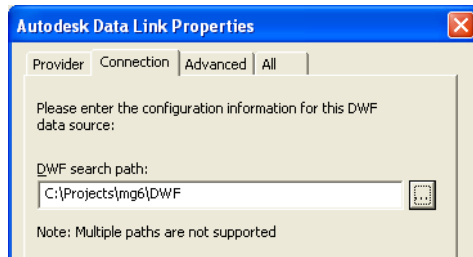 Autodesk Data Link Properties
Provider Connection Advanced All
Please enter the configuration information for this DWF
data source:
DWF search path:
C:\Projects\mg6\DWF
...
Note: Multiple paths are not supported